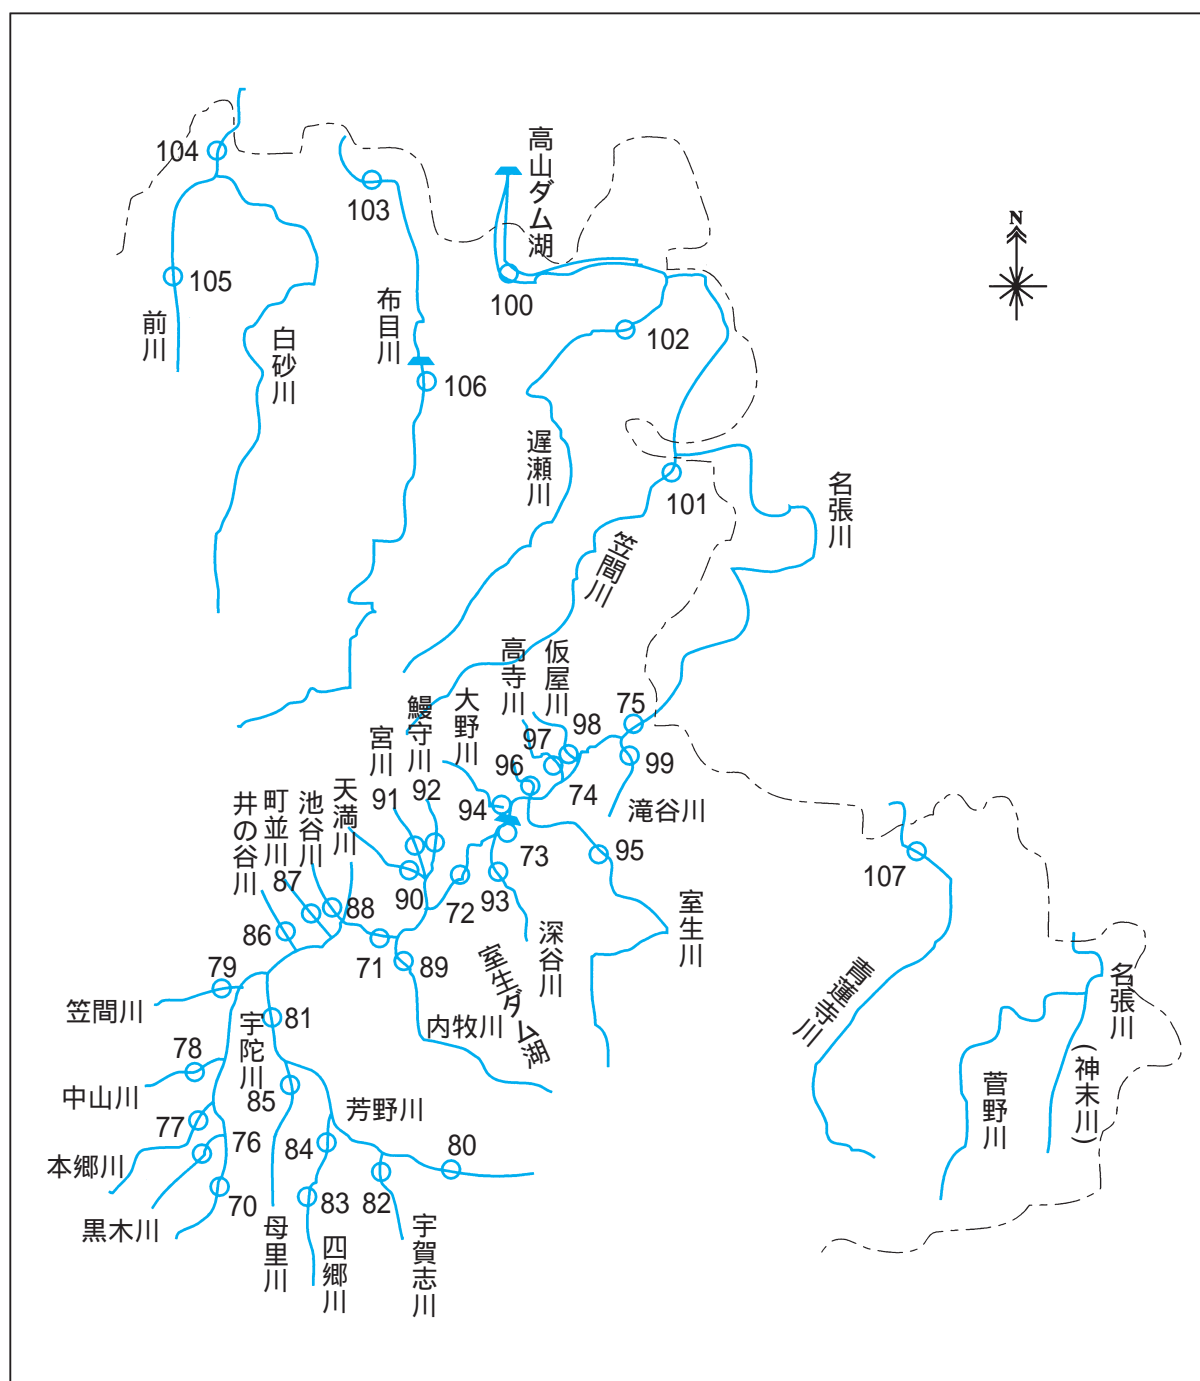 104
103
高山ダム湖
N
105
100
前川
白砂川
布目川
102
106
遅瀬川
101
名張川
笠間川
高寺川
仮屋川
75
鰻守川
大野川
98
97
宮川
99
96
74
滝谷川
92
91
94
天満川
池谷川
町並川
井の谷川
73
95
107
87
90
72
93
88
86
室生川
深谷川
71
89
室生ダム湖
79
青蓮寺川
名張川
(神末川)
笠間川
81
宇陀川
内牧川
78
中山川
85
芳野川
菅野川
77
76
84
80
本郷川
82
70
83
黒木川
母里川
四郷川
宇賀志川